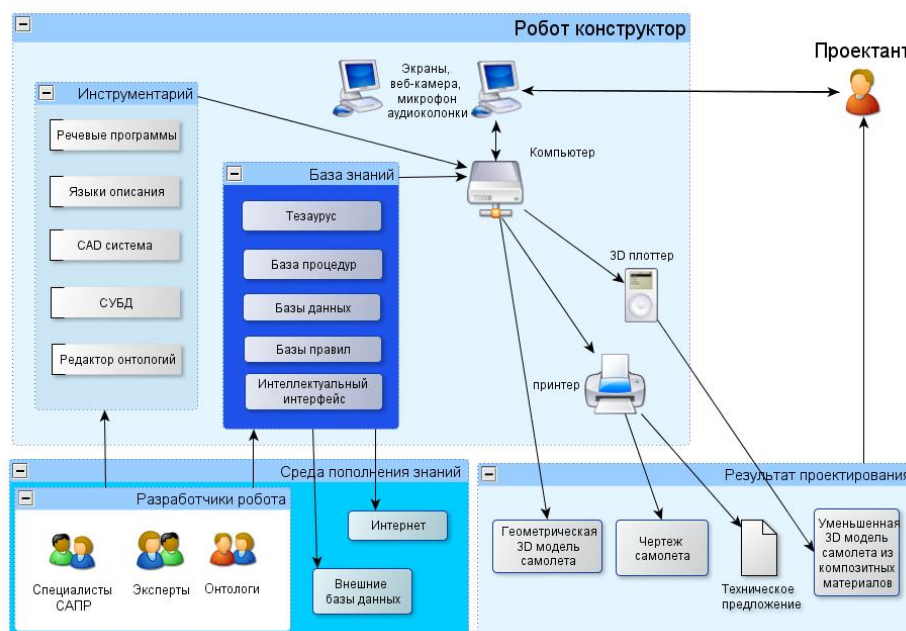 Робот конструктор
Проектант
Экраны,
веб-камера,
микрофон
аудиоколонки
Инструментарий
Речевые программы
Языки описания
CAD система
СУБД
Редактор онтологий
База знаний
Тезаурус
База процедур
Базы данных
Базы правил
Интеллектуальный
интерфейс
Компьютер
3D плоттер
принтер
Среда пополнения знаний
Разработчики робота
Специалисты
САПР
Эксперты
Онтологи
Интернет
Внешние
базы данных
Результат проектирования
Геометрическая
3D модель
самолета
Чертеж
самолета
Техническое
предложение
Уменьшенная
3D модель
самолета из
композитных
материалов